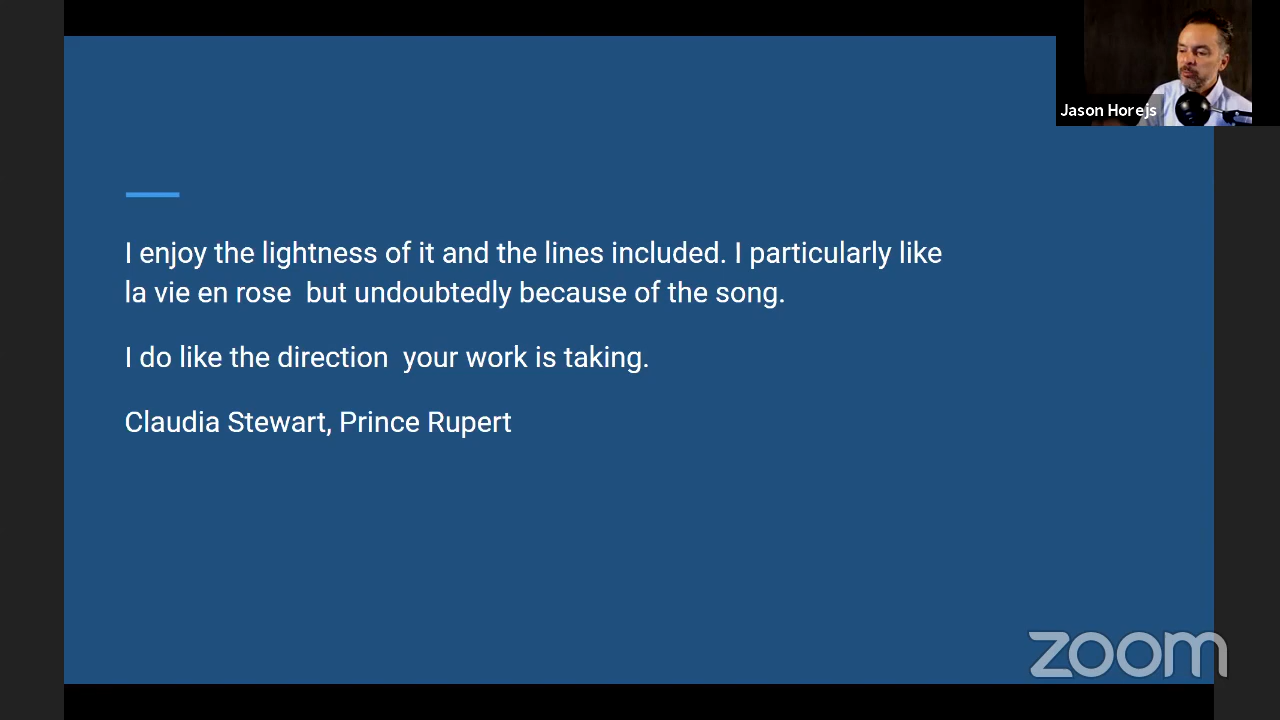 Jason Horejs
I enjoy the lightness of it and the lines included. I particularly like
la vie en rose  but undoubtedly because of the song.
I do like the direction  your work is taking.
Claudia Stewart, Prince Rupert
zoom